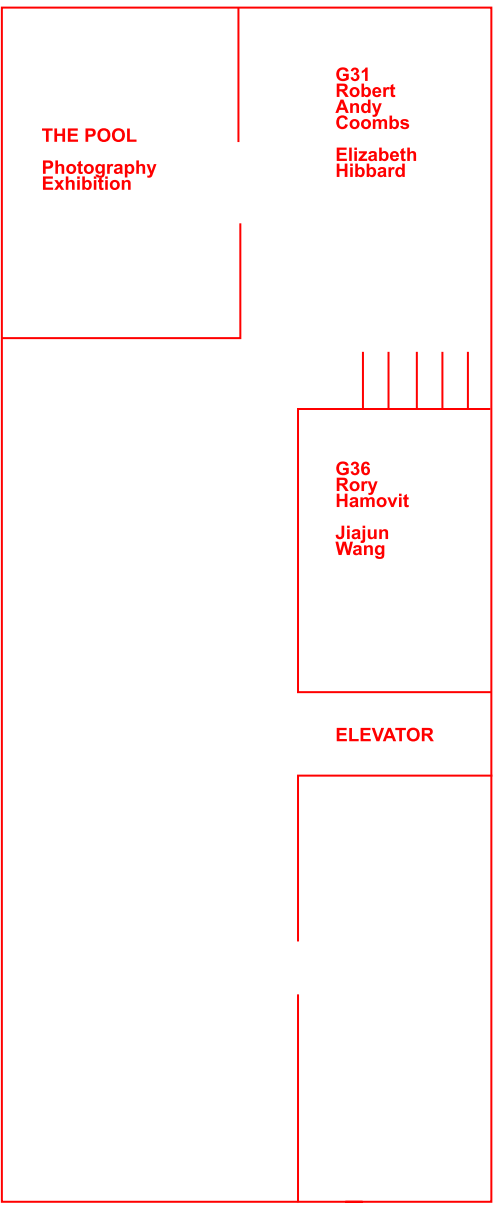 THE POOL
Photography
Exhibition
G31
Robert
Andy
Coombs
Elizabeth
Hibbard
G36
Rory
Hamovit
Jiajun
Wang
ELEVATOR